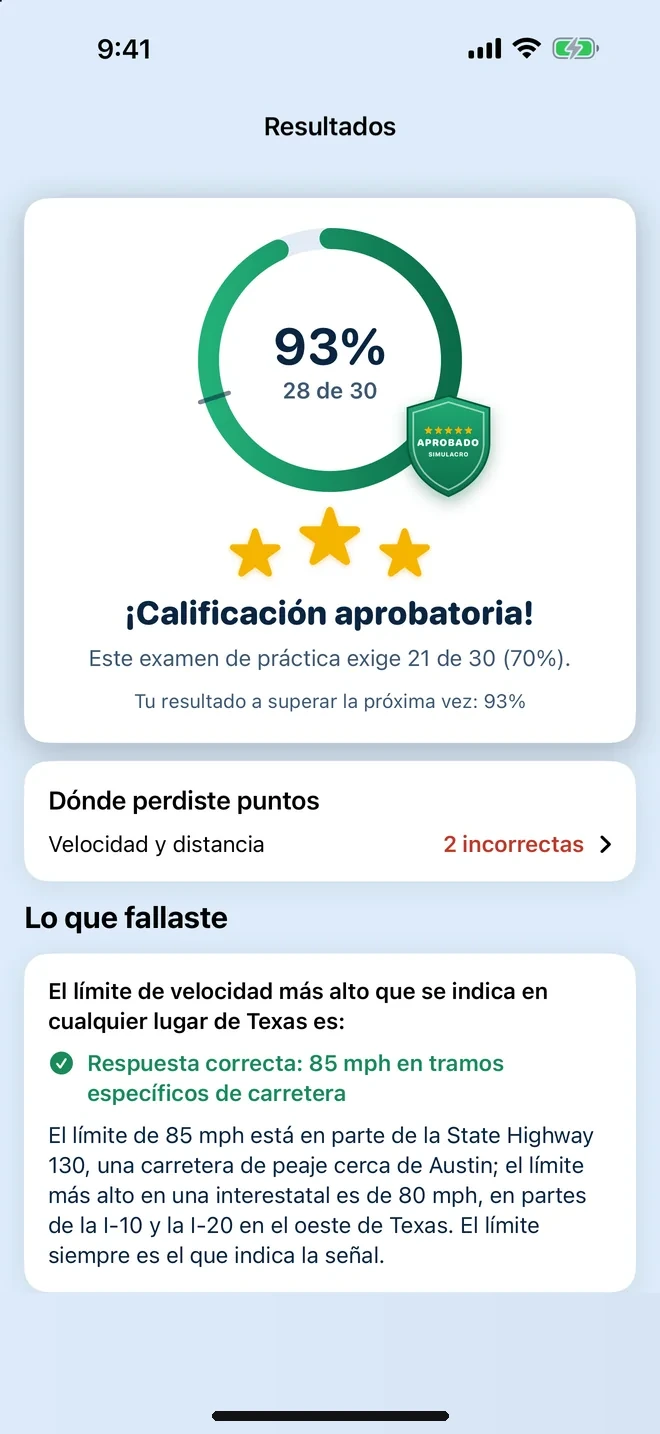 9:41
Resultados
93%
28 de 30
APROBADO
SIMULACRO
¡Calificación aprobatoria!
Este examen de práctica exige 21 de 30 (70%).
Tu resultado a superar la próxima vez: 93%
Dónde perdiste puntos
Velocidad y distancia
2 incorrectas
Lo que fallaste
El límite de velocidad más alto que se indica en
cualquier lugar de Texas es:
Respuesta correcta: 85 mph en tramos
específicos de carretera
El límite de 85 mph está en parte de la State Highway
130, una carretera de peaje cerca de Austin; el límite
más alto en una interestatal es de 80 mph, en partes
de la I-10 y la I-20 en el oeste de Texas. El límite
siempre es el que indica la señal.